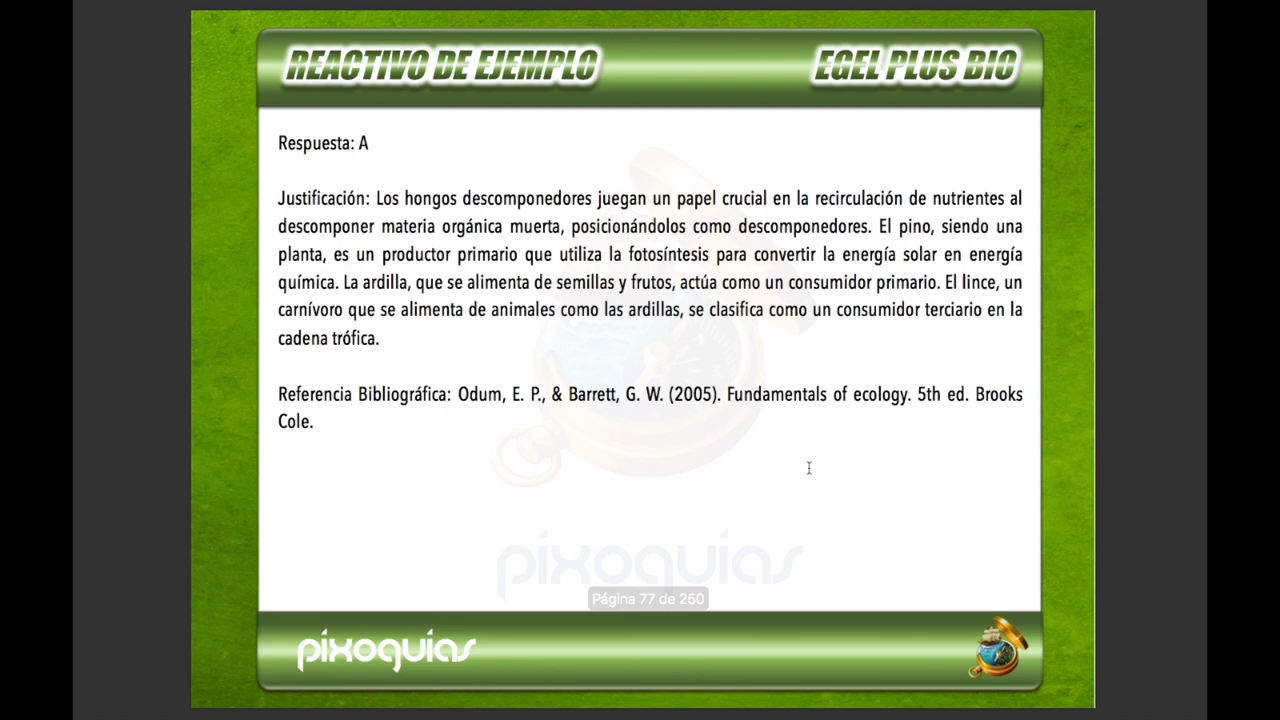 REACTIVO DE EJEMPLO
EGEL PLUS BIO
Respuesta: A
Justificación: Los hongos descomponedores juegan un papel crucial en la recirculación de nutrientes al
descomponer materia orgánica muerta, posicionándolos como descomponedores. El pino, siendo una
planta, es un productor primario que utiliza la fotosíntesis para convertir la energía solar en energía
química. La ardilla, que se alimenta de semillas y frutos, actúa como un consumidor primario. El lince, un
carnívoro que se alimenta de animales como las ardillas, se clasifica como un consumidor terciario en la
cadena trófica.
Referencia Bibliográfica: Odum, E. P., & Barrett, G. W. (2005). Fundamentals of ecology. 5th ed. Brooks
Cole.
pixoguias
Página 77 de 250
pixoguias